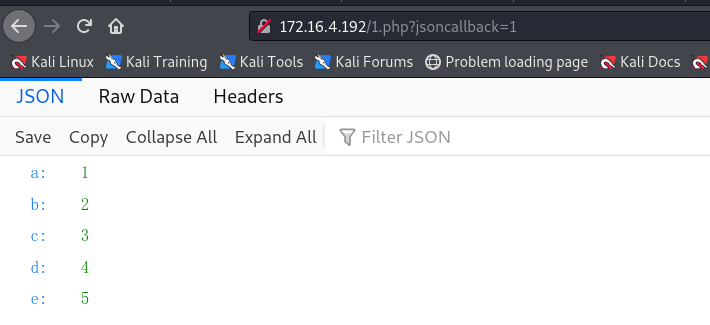 172.16.4.192/1.php?jsoncallback=1
Kali Linux Kali Training Kali Tools Kali Forums Problem loading page Kali Docs
JSON Raw Data Headers
Save Copy Collapse All Expand All Filter JSON
a: 1
b: 2
c: 3
d: 4
e: 5